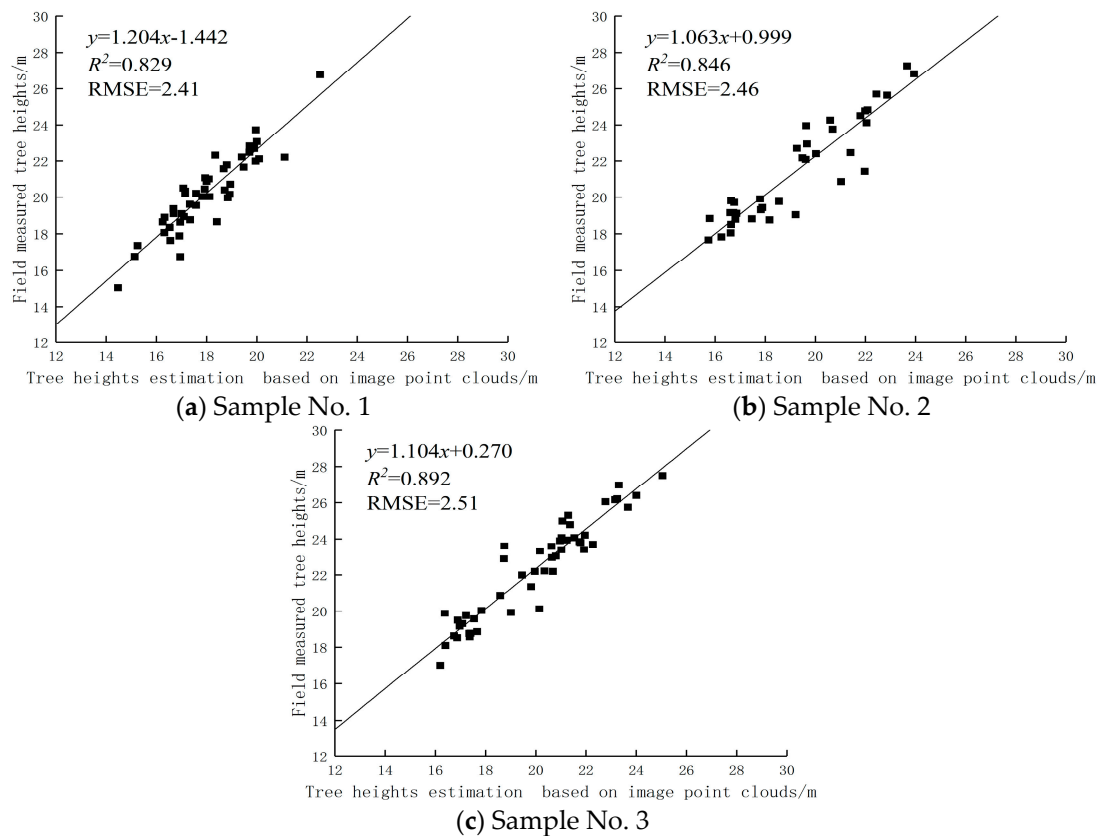 30
28
26
24
22
20
18
16
14
12
Field measured tree heights/m
y=1.204x-1.442
R²=0.829
RMSE=2.41
12 14 16 18 20 22 24 26 28 30
Tree heights estimation based on image point clouds/m
(a) Sample No. 1
30
28
26
24
22
20
18
16
14
12
Field measured tree heights/m
y=1.063x+0.999
R²=0.846
RMSE=2.46
12 14 16 18 20 22 24 26 28 30
Tree heights estimation based on image point clouds/m
(b) Sample No. 2
30
28
26
24
22
20
18
16
14
12
Field measured tree heights/m
y=1.104x+0.270
R²=0.892
RMSE=2.51
12 14 16 18 20 22 24 26 28 30
Tree heights estimation based on image point clouds/m
(c) Sample No. 3